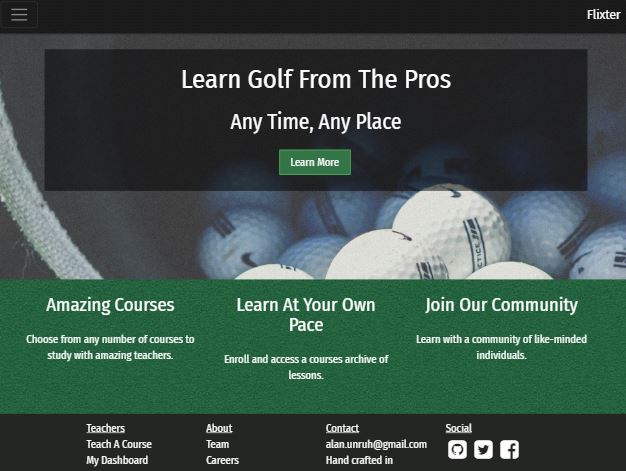 Flixter
Learn Golf From The Pros
Any Time, Any Place
Learn More
PRACTICE
Amazing Courses
Choose from any number of courses to
study with amazing teachers.
Learn At Your Own
Pace
Enroll and access a courses archive of
lessons.
Join Our Community
Learn with a community of like-minded
individuals.
Teachers
Teach A Course
My Dashboard
About
Team
Careers
Contact
alan.unruh@gmail.com
Hand crafted in
Social